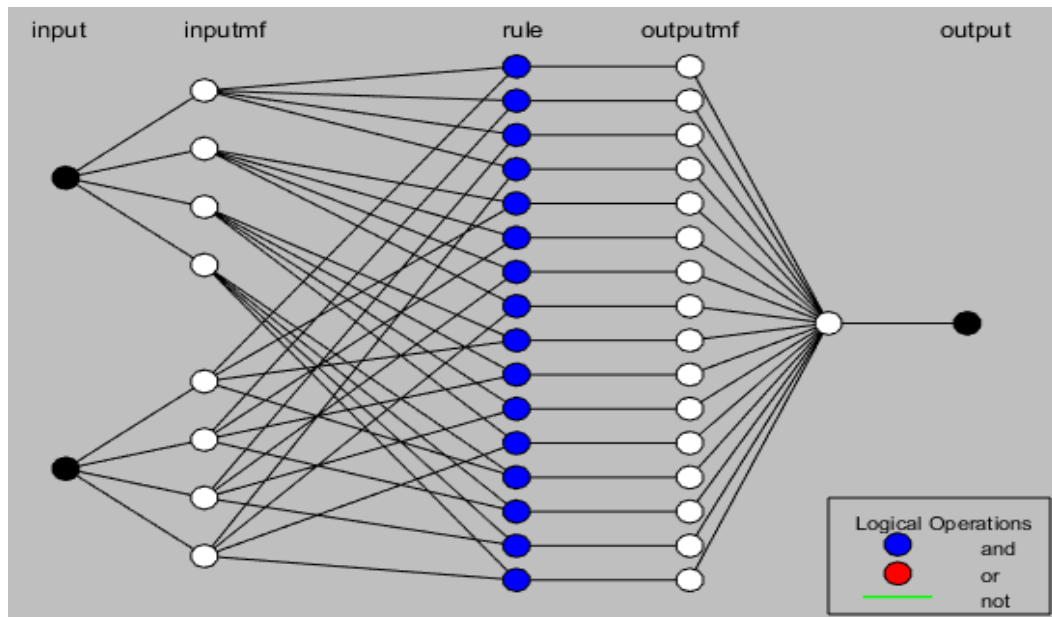 input inputmf rule outputmf output
Logical Operations
and
or
not